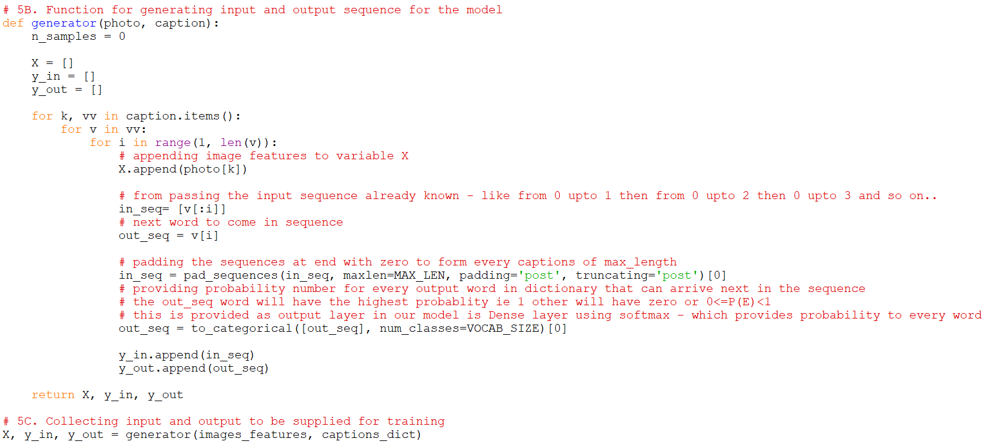 # 5B. Function for generating input and output sequence for the model
def generator(photo, caption):
    n_samples = 0

    X = []
    y_in = []
    y_out = []

    for k, vv in caption.items():
        for v in vv:
            for i in range(1, len(v)):
                # appending image features to variable X
                X.append(photo[k])

                # from passing the input sequence already known - like from 0 upto 1 then from 0 upto 2 then 0 upto 3 and so on..
                in_seq= [v[:i]]
                # next word to come in sequence
                out_seq = v[i]

                # padding the sequences at end with zero to form every captions of max_length
                in_seq = pad_sequences(in_seq, maxlen=MAX_LEN, padding='post', truncating='post')[0]
                # providing probability number for every output word in dictionary that can arrive next in the sequence
                # the out_seq word will have the highest probablity ie 1 other will have zero or 0<=P(E)<1
                # this is provided as output layer in our model is Dense layer using softmax - which provides probability to every word
                out_seq = to_categorical([out_seq], num_classes=VOCAB_SIZE)[0]

                y_in.append(in_seq)
                y_out.append(out_seq)

    return X, y_in, y_out

# 5C. Collecting input and output to be supplied for training
X, y_in, y_out = generator(images_features, captions_dict)